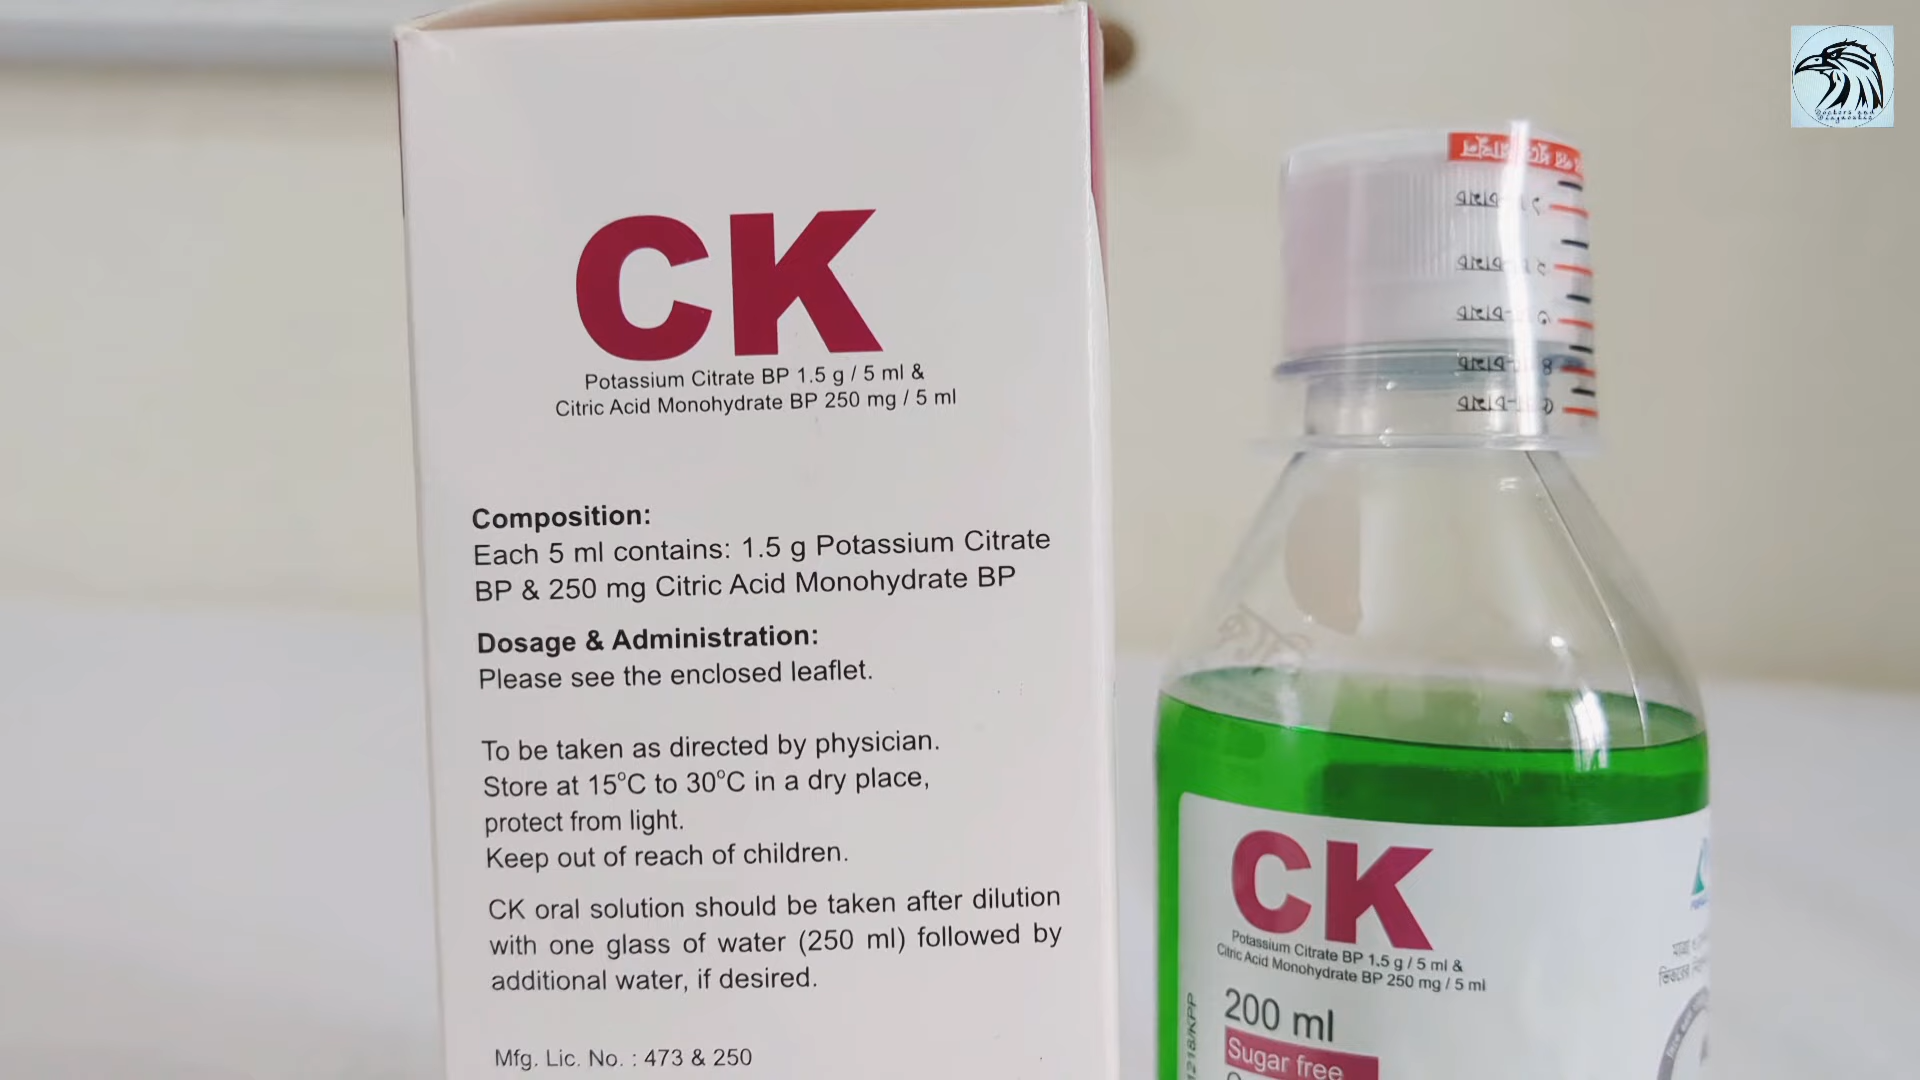 CK
Potassium Citrate BP 1.5 g / 5 ml &
Citric Acid Monohydrate BP 250 mg / 5 ml
Composition:
Each 5 ml contains: 1.5 g Potassium Citrate
BP & 250 mg Citric Acid Monohydrate BP
Dosage & Administration:
Please see the enclosed leaflet.
To be taken as directed by physician.
Store at 15°C to 30°C in a dry place,
protect from light.
Keep out of reach of children.
CK oral solution should be taken after dilution
with one glass of water (250 ml) followed by
additional water, if desired.
Mfg. Lic. No. : 473 & 250
CK
Potassium Citrate BP 1.5 g / 5 ml &
Citric Acid Monohydrate BP 250 mg / 5 ml
200 ml
Sugar free
Doctors and
Diagnostic